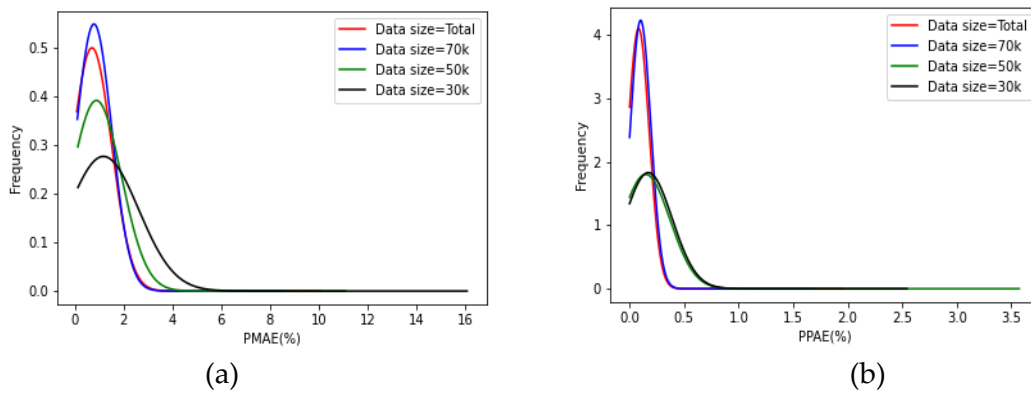 Data size=Total
Data size=70k
Data size=50k
Data size=30k
0.5
0.4
0.3
0.2
0.1
0.0
Frequency
0 2 4 6 8 10 12 14 16
PMAE(%)
(a)
Data size=Total
Data size=70k
Data size=50k
Data size=30k
4
3
2
1
0
Frequency
0.0 0.5 1.0 1.5 2.0 2.5 3.0 3.5
PPAE(%)
(b)